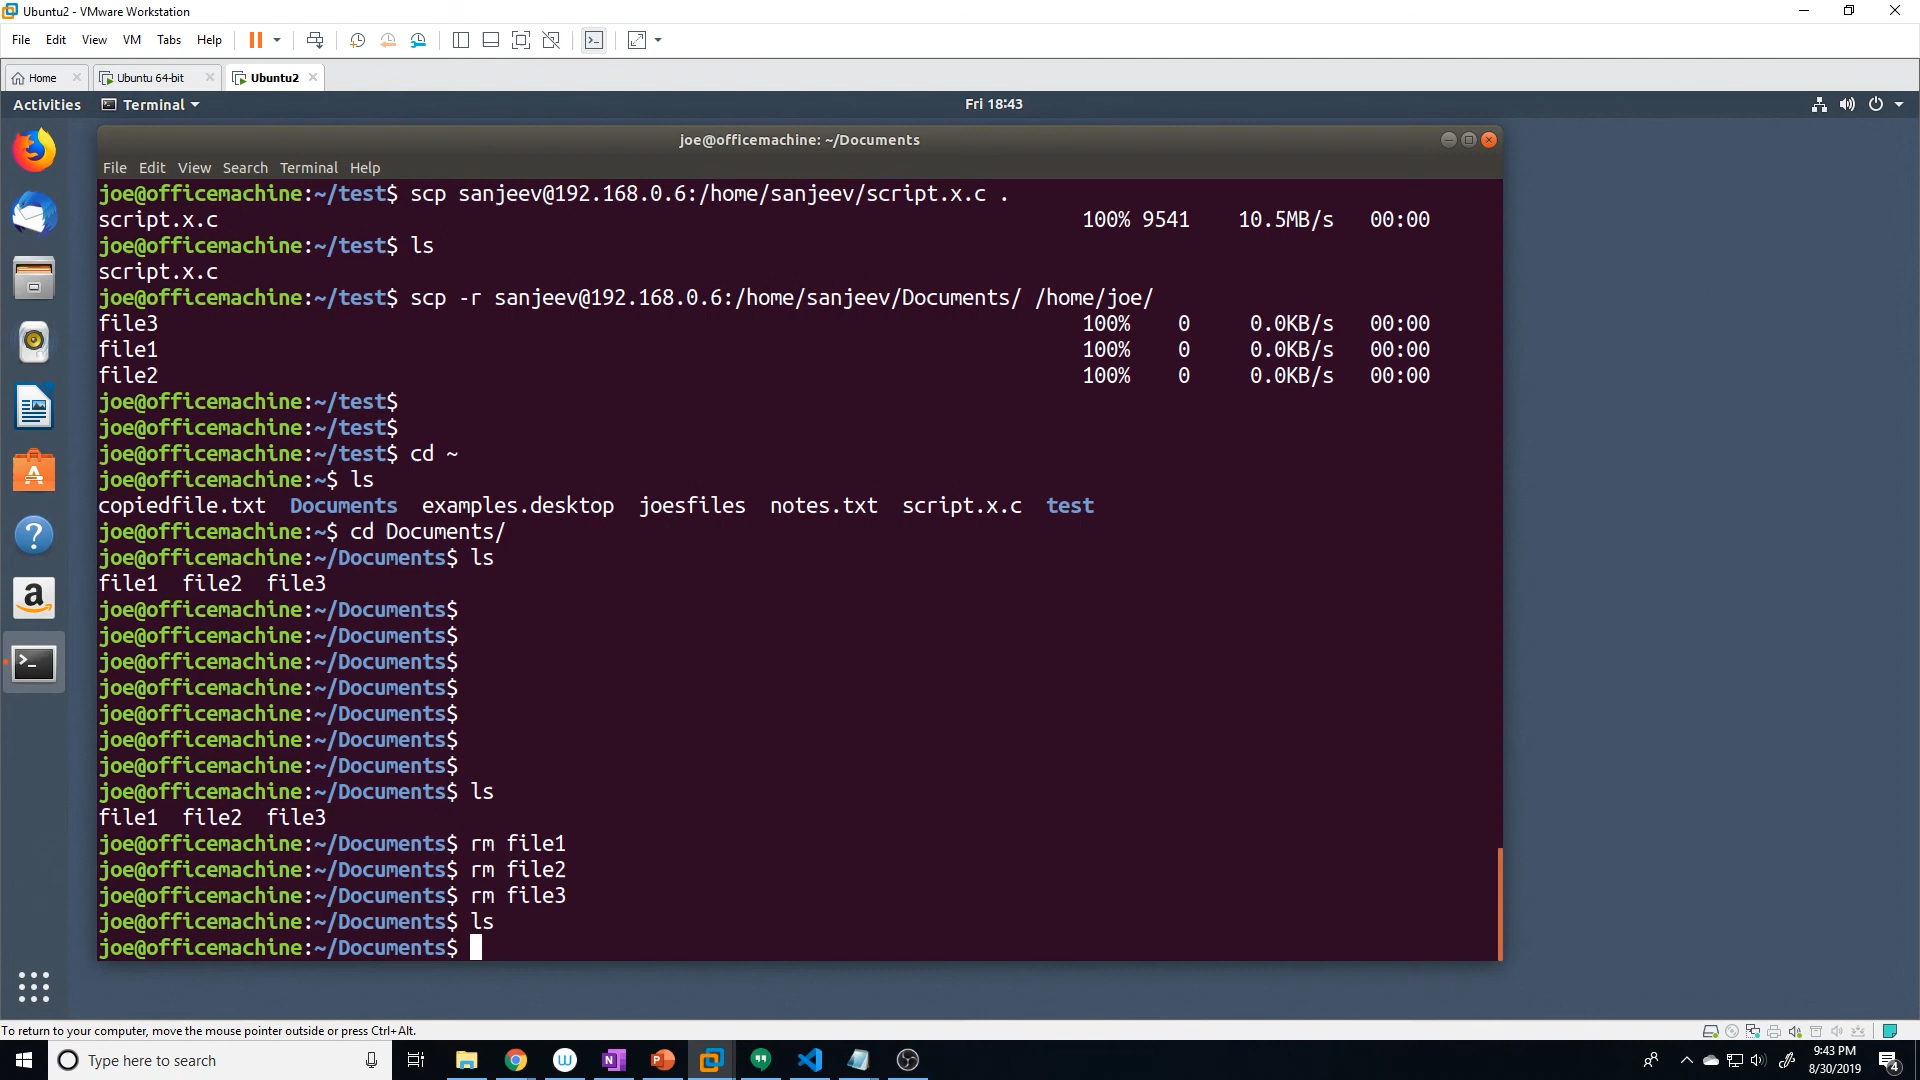 Ubuntu2 - VMware Workstation
File Edit View VM Tabs Help
Home Ubuntu 64-bit Ubuntu2
Activities Terminal Fri 18:43
joe@officemachine: ~/Documents
File Edit View Search Terminal Help
joe@officemachine:~/test$ scp sanjeev@192.168.0.6:/home/sanjeev/script.x.c .
script.x.c 100% 9541 10.5MB/s 00:00
joe@officemachine:~/test$ ls
script.x.c
joe@officemachine:~/test$ scp -r sanjeev@192.168.0.6:/home/sanjeev/Documents/ /home/joe/
file3 100% 0 0.0KB/s 00:00
file1 100% 0 0.0KB/s 00:00
file2 100% 0 0.0KB/s 00:00
joe@officemachine:~/test$
joe@officemachine:~/test$
joe@officemachine:~/test$ cd ~
joe@officemachine:~$ ls
copiedfile.txt Documents examples.desktop joesfiles notes.txt script.x.c test
joe@officemachine:~$ cd Documents/
joe@officemachine:~/Documents$ ls
file1 file2 file3
joe@officemachine:~/Documents$
joe@officemachine:~/Documents$
joe@officemachine:~/Documents$
joe@officemachine:~/Documents$
joe@officemachine:~/Documents$
joe@officemachine:~/Documents$
joe@officemachine:~/Documents$
joe@officemachine:~/Documents$ ls
file1 file2 file3
joe@officemachine:~/Documents$ rm file1
joe@officemachine:~/Documents$ rm file2
joe@officemachine:~/Documents$ rm file3
joe@officemachine:~/Documents$ ls
joe@officemachine:~/Documents$
To return to your computer, move the mouse pointer outside or press Ctrl+Alt.
Type here to search
9:43 PM
8/30/2019
4